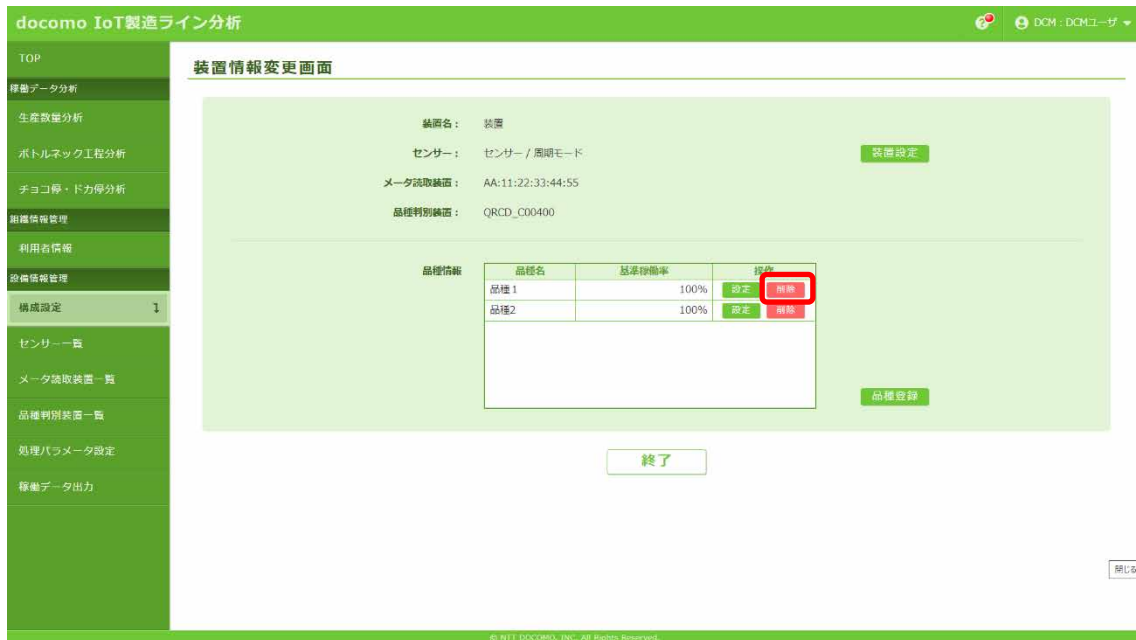 docomo IoT製造ライン分析
DCM : DCMユーザ
TOP
稼働データ分析
生産数量分析
ボトルネック工程分析
チョコ停・ドカ停分析
組織情報管理
利用者情報
設備情報管理
構成設定
センサー一覧
メータ読取装置一覧
品種判別装置一覧
処理パラメータ設定
稼働データ出力
装置情報変更画面
装置名： 装置
センサー： センサー / 周期モード
装置設定
メータ読取装置： AA:11:22:33:44:55
品種判別装置： QRCD_C00400
品種情報
品種名 基準稼働率 操作
品種1 100% 設定 削除
品種2 100% 設定 削除
品種登録
終了
閉じる
© NTT DOCOMO, INC. All Rights Reserved.